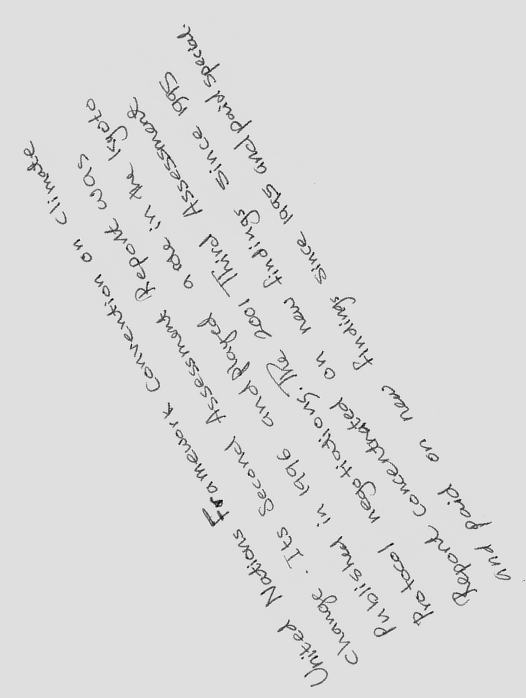 United Nations Framework Convention on climate
change. Its Second Assessment Report was
Published in 1996 and played a role in the kyoto
Protocol negotiations. The 2001 Third Assessment
Report concentrated on new findings since 1995
and paid on new findings since 1995 and paid special.